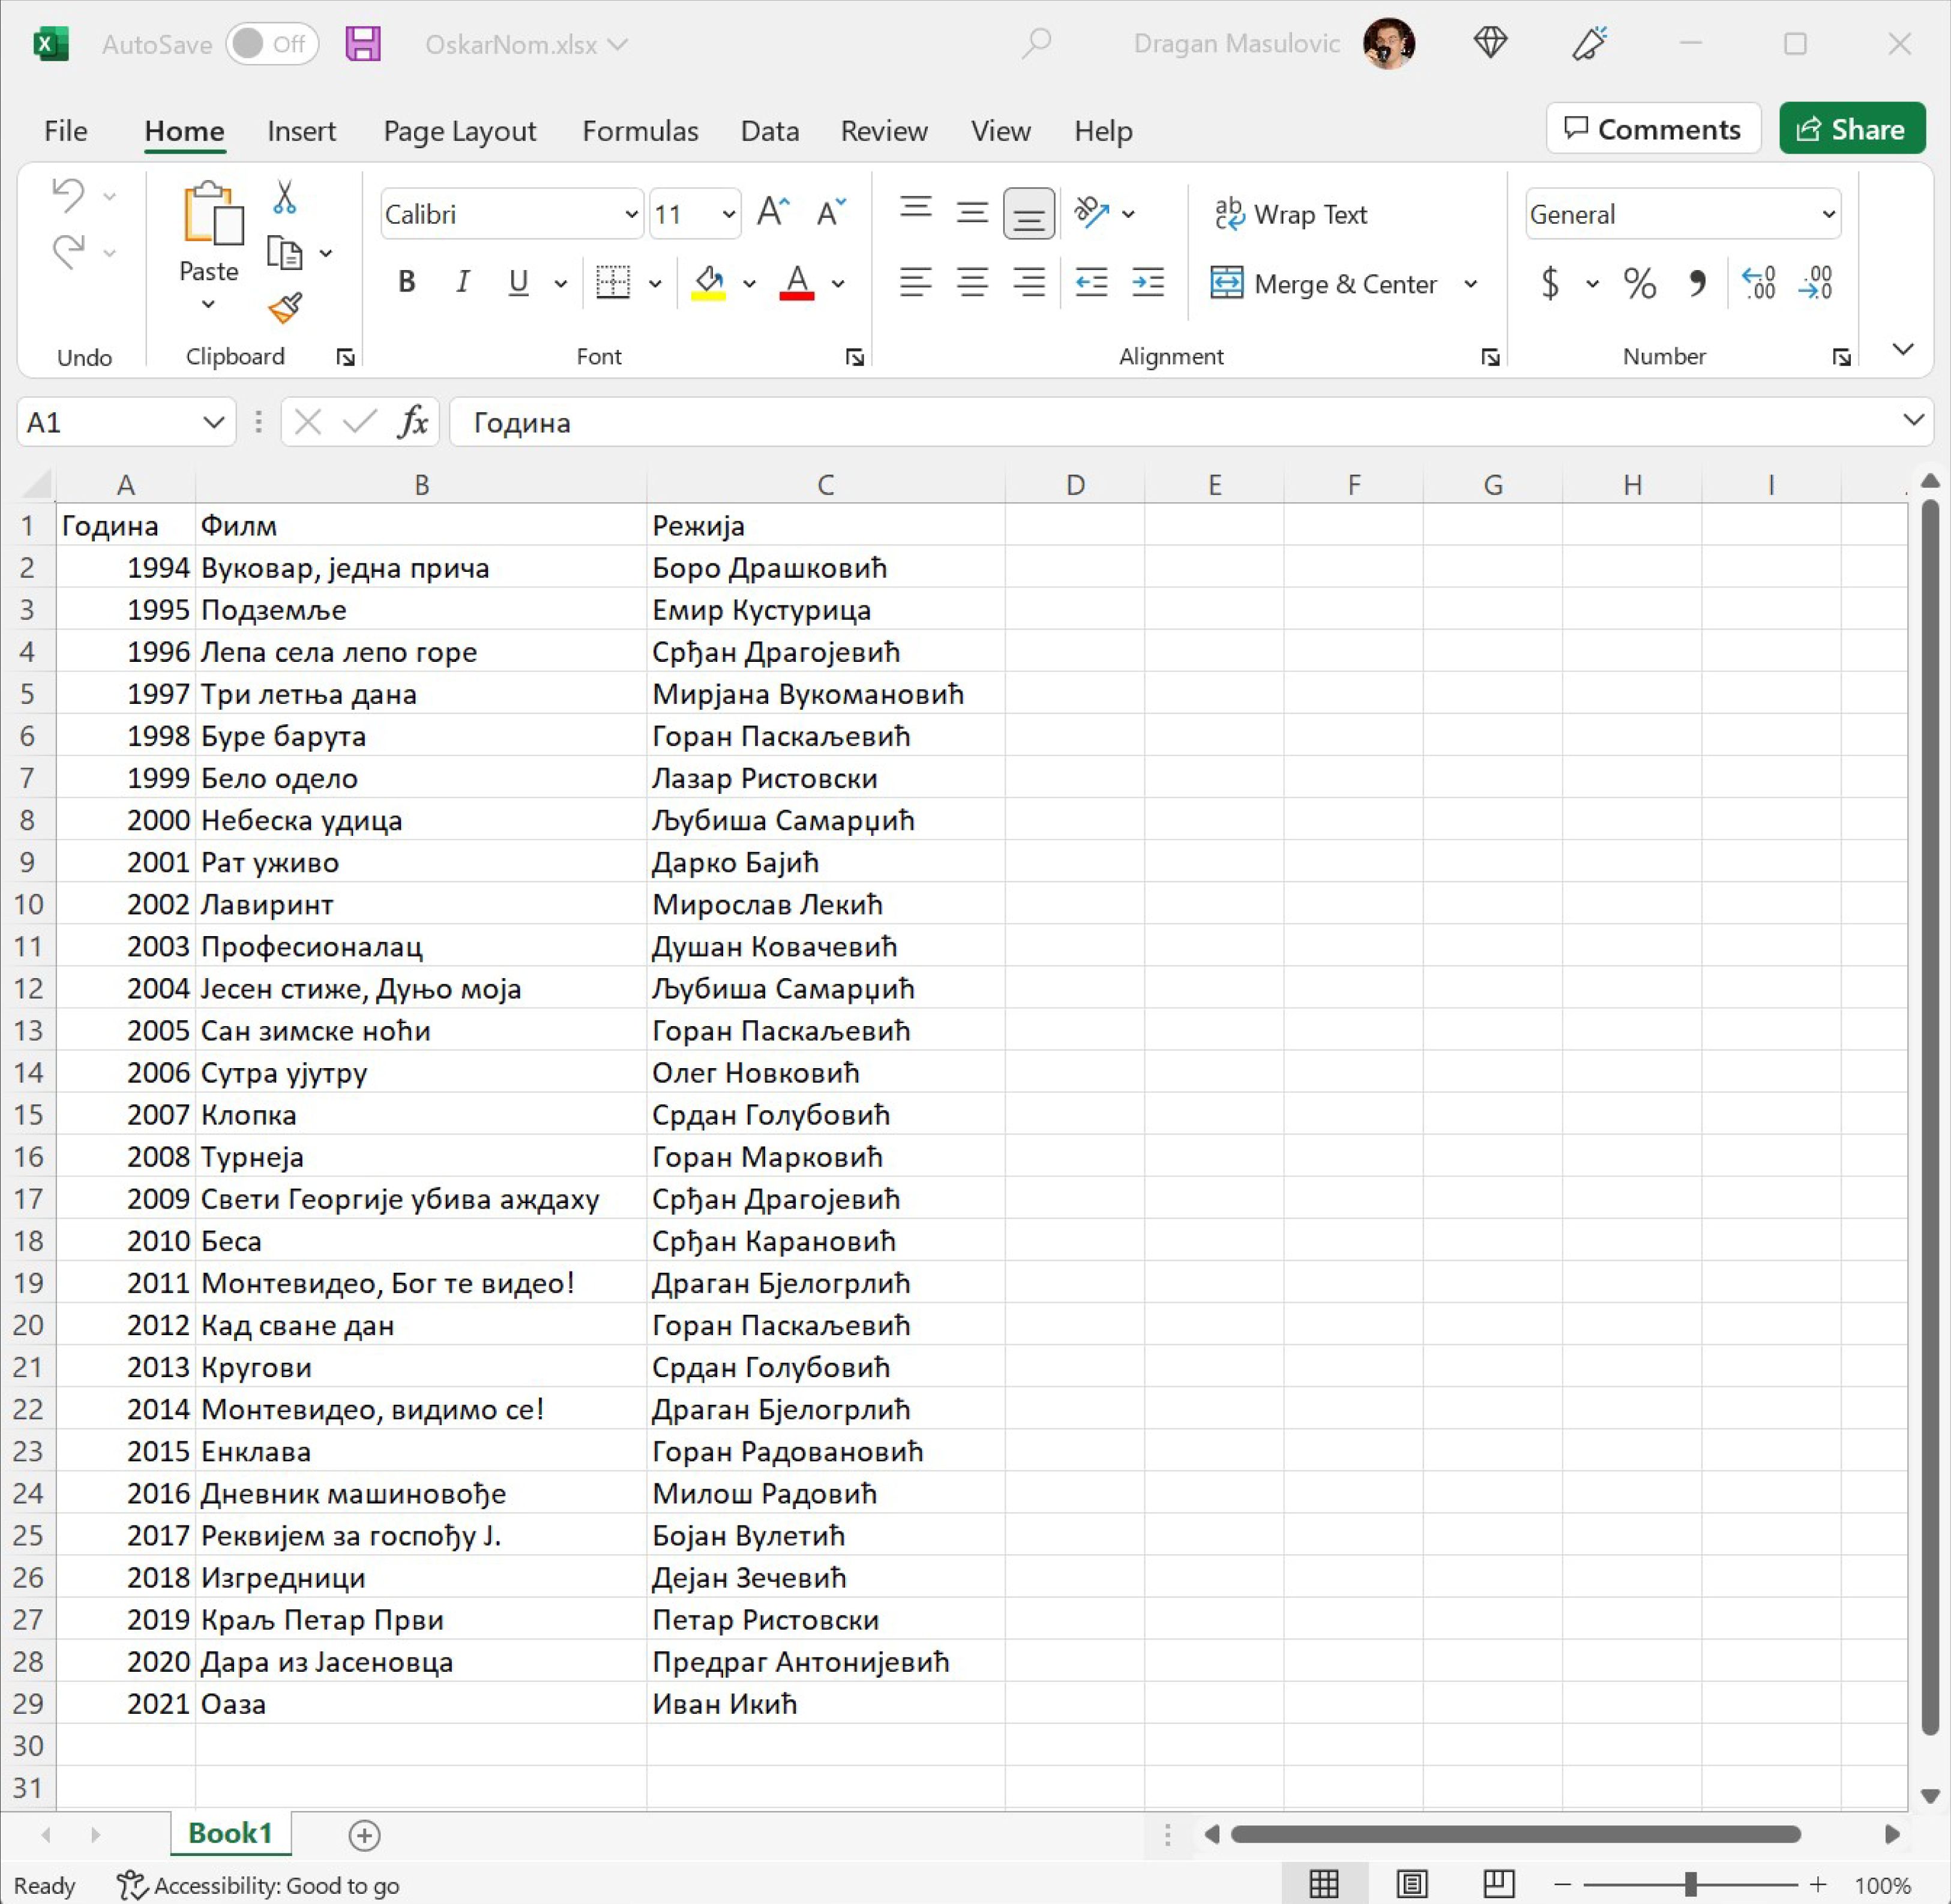 AutoSave Off OskarNom.xlsx Dragan Masulovic
File Home Insert Page Layout Formulas Data Review View Help Comments Share
Calibri 11 Wrap Text General
Paste B I U A Merge & Center $ % 9
Undo Clipboard Font Alignment Number
A1 fx Година
A B C D E F G H I
1 Година Филм Режија
2 1994 Вуковар, једна прича Боро Драшковић
3 1995 Подземље Емир Кустурица
4 1996 Лепа села лепо горе Срђан Драгојевић
5 1997 Три летња дана Мирјана Вукомановић
6 1998 Буре барута Горан Паскаљевић
7 1999 Бело одело Лазар Ристовски
8 2000 Небеска удица Љубиша Самарџић
9 2001 Рат уживо Дарко Бајић
10 2002 Лавиринт Мирослав Лекић
11 2003 Професионалац Душан Ковачевић
12 2004 Јесен стиже, Дуњо моја Љубиша Самарџић
13 2005 Сан зимске ноћи Горан Паскаљевић
14 2006 Сутра ујутру Олег Новковић
15 2007 Клопка Срдан Голубовић
16 2008 Турнеја Горан Марковић
17 2009 Свети Георгије убива аждаху Срђан Драгојевић
18 2010 Беса Срђан Карановић
19 2011 Монтевидео, Бог те видео! Драган Бјелогрлић
20 2012 Кад сване дан Горан Паскаљевић
21 2013 Кругови Срдан Голубовић
22 2014 Монтевидео, видимо се! Драган Бјелогрлић
23 2015 Енклава Горан Радовановић
24 2016 Дневник машиновође Милош Радовић
25 2017 Реквијем за госпођу Ј. Бојан Вулетић
26 2018 Изгредници Дејан Зечевић
27 2019 Краљ Петар Први Петар Ристовски
28 2020 Дара из Јасеновца Предраг Антонијевић
29 2021 Оаза Иван Икић
30
31
Book1
Ready Accessibility: Good to go 100%